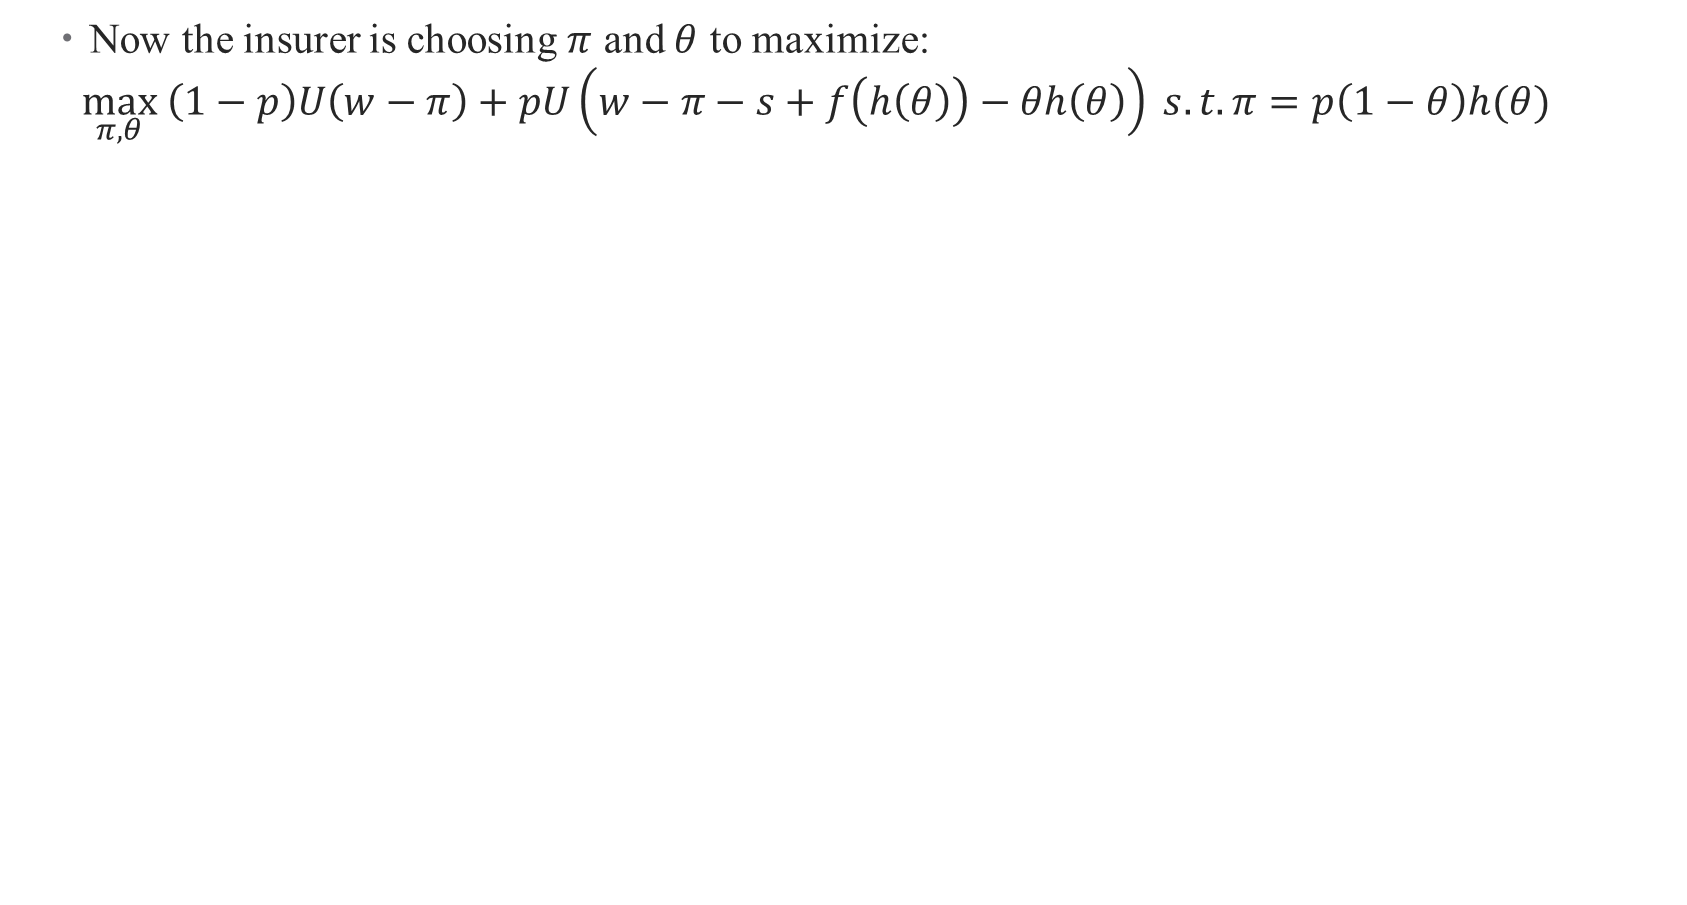 • Now the insurer is choosing π and θ to maximize:
max (1 − p)U(w − π) + pU(w − π − s + f(h(θ)) − θh(θ)) s.t. π = p(1 − θ)h(θ)
π,θ